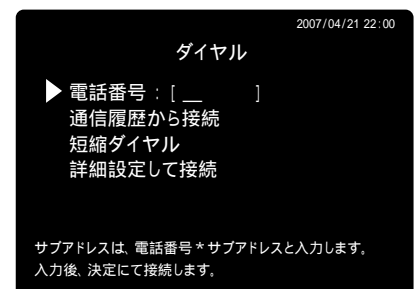 2007/04/21 22:00
ダイヤル
▶電話番号：[ __ ]
通信履歴から接続
短縮ダイヤル
詳細設定して接続
サブアドレスは、電話番号＊サブアドレスと入力します。
入力後、決定にて接続します。